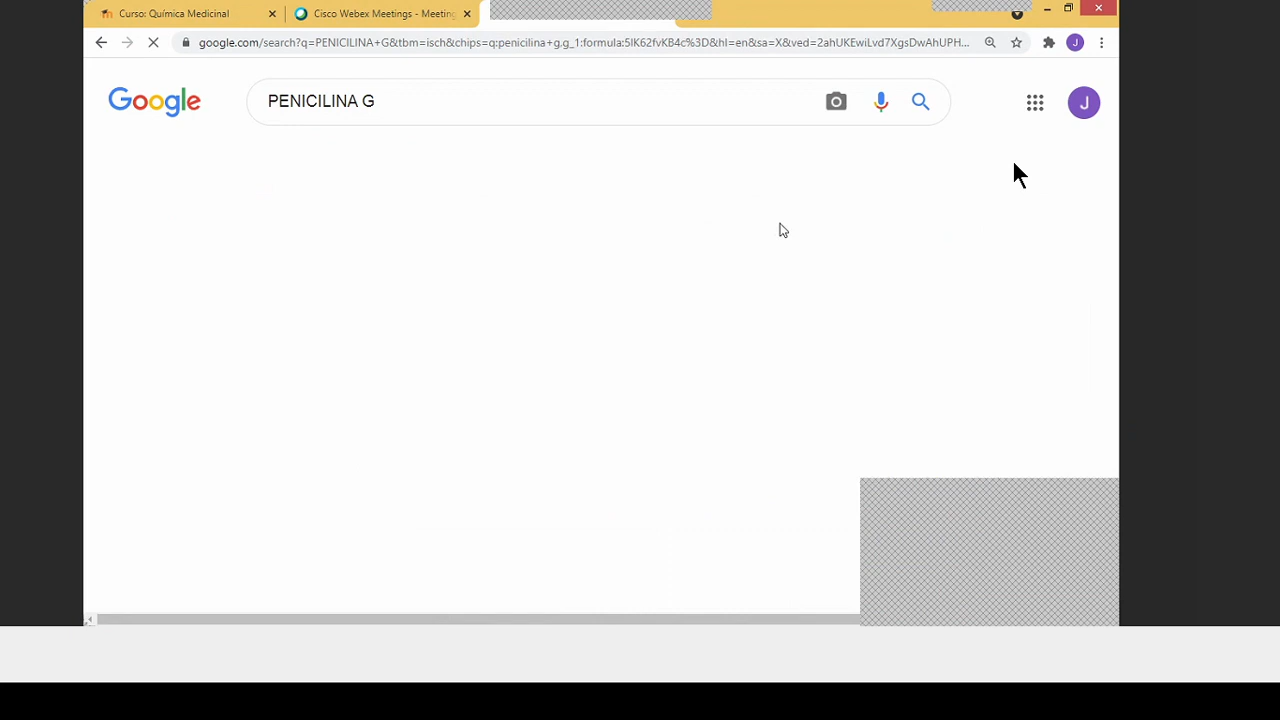 Curso: Química Medicinal
Cisco Webex Meetings - Meeting
google.com/search?q=PENICILINA+G&tbm=isch&chips=q:penicilina+g,g_1:formula:5IK62fvKB4c%3D&hl=en&sa=X&ved=2ahUKEwiLvd7XgsDwAhUPH...
J
Google
PENICILINA G
J